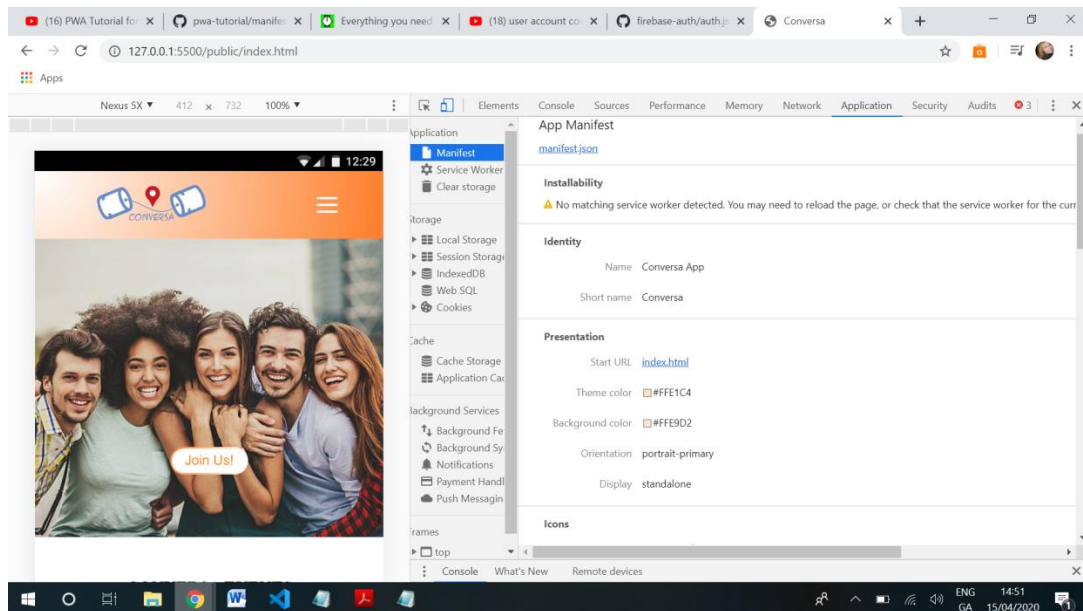 (16) PWA Tutorial for
pwa-tutorial/manifes
Everything you need
(18) user account co
firebase-auth/auth.js
Conversa
127.0.0.1:5500/public/index.html
Apps
Nexus 5X ▼ 412 x 732 100% ▼
Elements Console Sources Performance Memory Network Application Security Audits 3
12:29
CONVERSA
Join Us!
Application
Manifest
Service Worker
Clear storage
Storage
Local Storage
Session Storage
IndexedDB
Web SQL
Cookies
Cache
Cache Storage
Application Cac
Background Services
Background Fe
Background Sy
Notifications
Payment Handl
Push Messagin
Frames
top
App Manifest
manifest.json
Installability
No matching service worker detected. You may need to reload the page, or check that the service worker for the curr
Identity
Name Conversa App
Short name Conversa
Presentation
Start URL index.html
Theme color #FFE1C4
Background color #FFE9D2
Orientation portrait-primary
Display standalone
Icons
Console What's New Remote devices
ENG 14:51
GA 15/04/2020